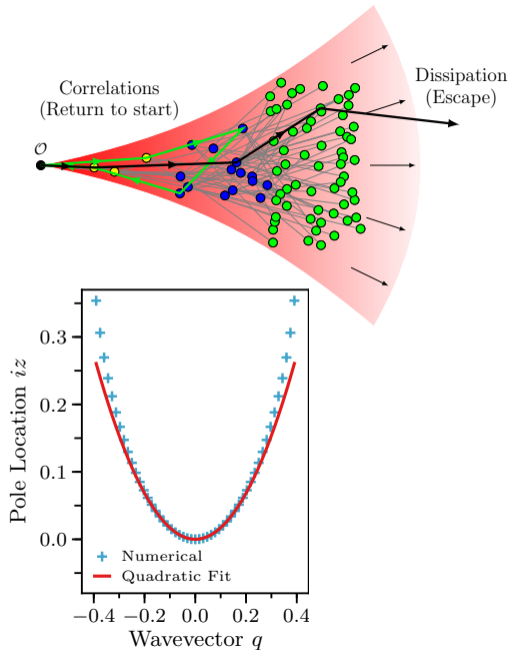 Correlations
(Return to start)
Dissipation
(Escape)
𝒪
Pole Location iz
0.3
0.2
0.1
0.0
Numerical
Quadratic Fit
−0.4 −0.2 0.0 0.2 0.4
Wavevector q